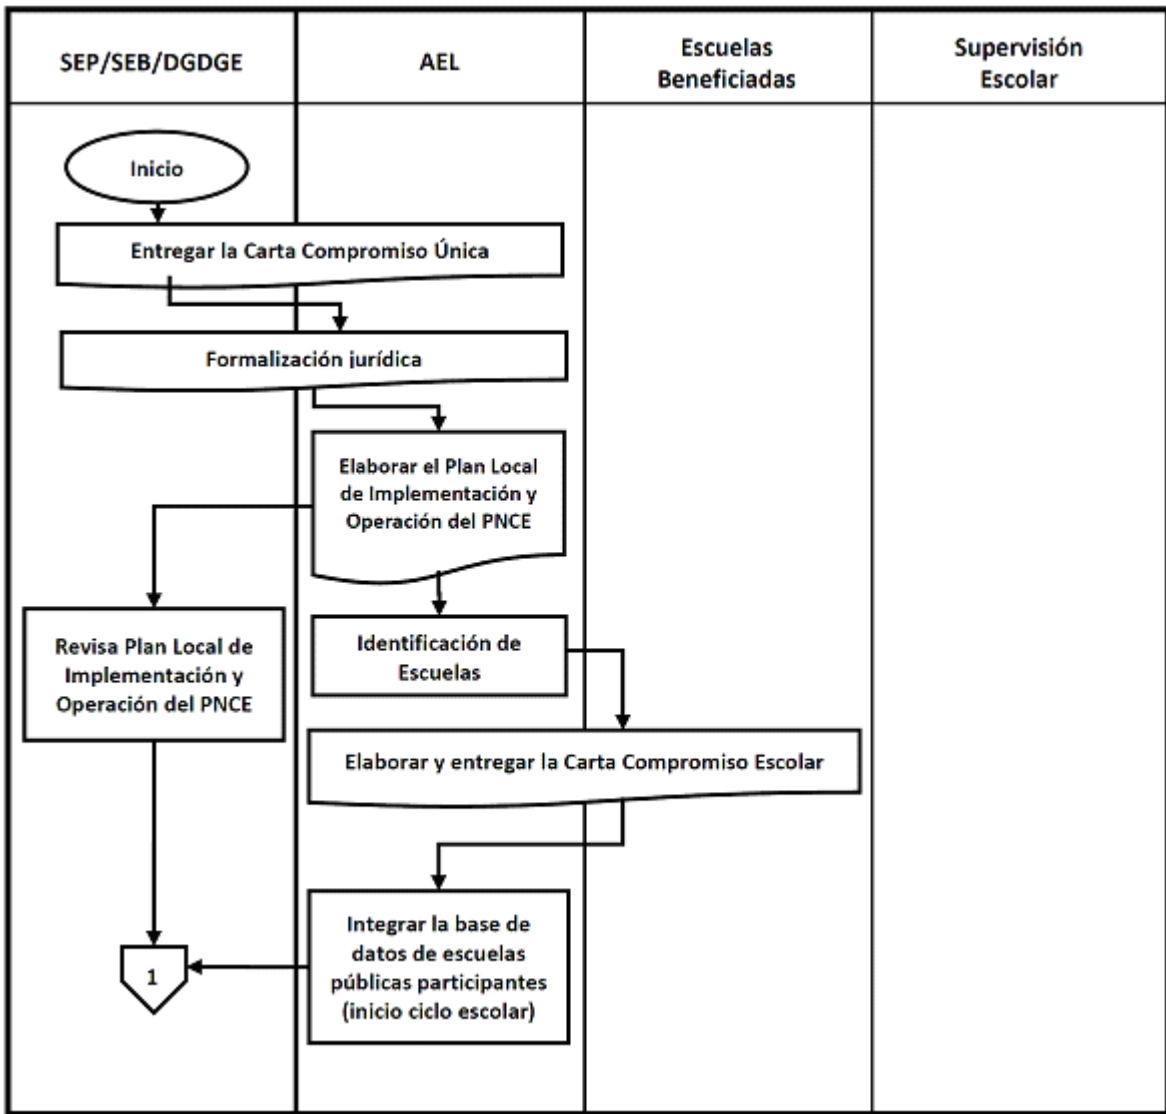 SEP/SEB/DGDGE
AEL
Escuelas
Beneficiadas
Supervisión
Escolar
Inicio
Entregar la Carta Compromiso Única
Formalización jurídica
Elaborar el Plan Local
de Implementación y
Operación del PNCE
Revisa Plan Local de
Implementación y
Operación del PNCE
Identificación de
Escuelas
Elaborar y entregar la Carta Compromiso Escolar
Integrar la base de
datos de escuelas
públicas participantes
(inicio ciclo escolar)
1